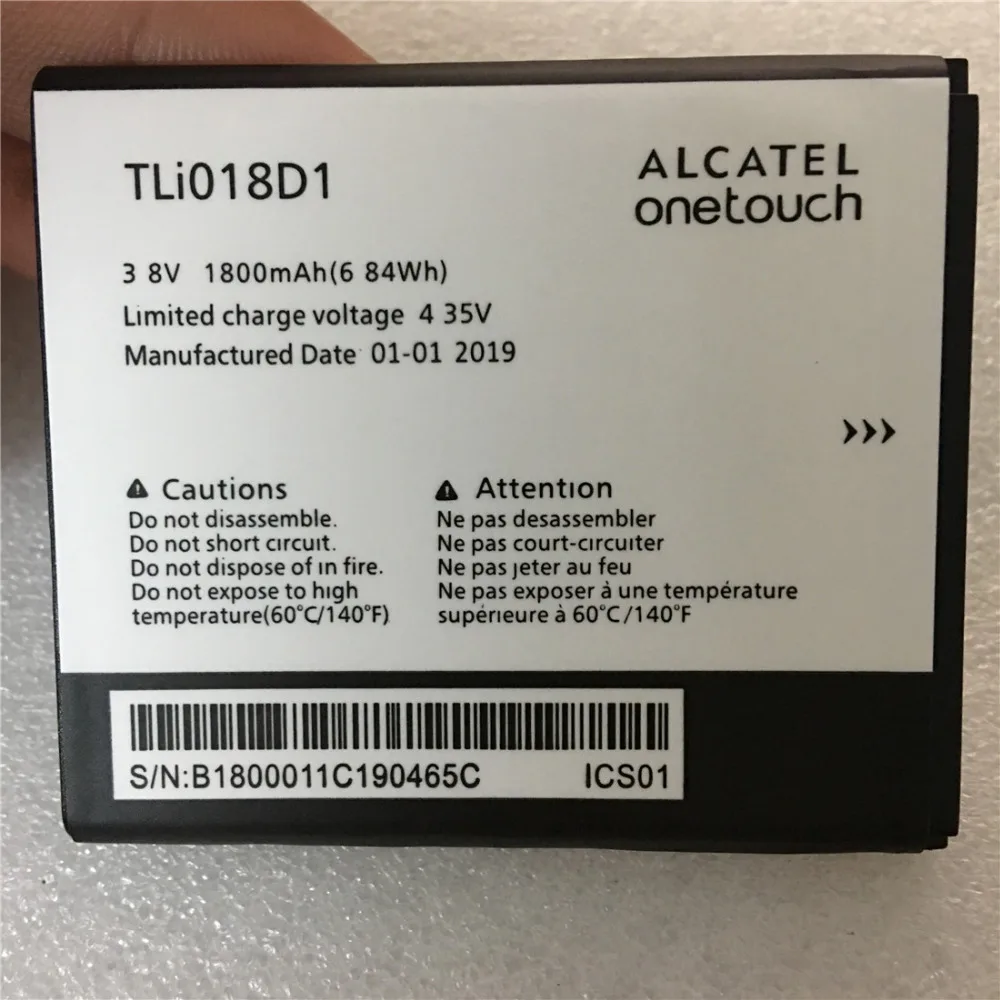 TLi018D1
ALCATEL
onetouch
3 8V 1800mAh(6 84Wh)
Limited charge voltage 4 35V
Manufactured Date 01-01 2019
›››
Cautions
Do not disassemble.
Do not short circuit.
Do not dispose of in fire.
Do not expose to high
temperature(60°C/140°F)
Attention
Ne pas desassembler
Ne pas court-circuiter
Ne pas jeter au feu
Ne pas exposer à une température
supérieure à 60°C/140°F
S/N:B1800011C190465C ICS01